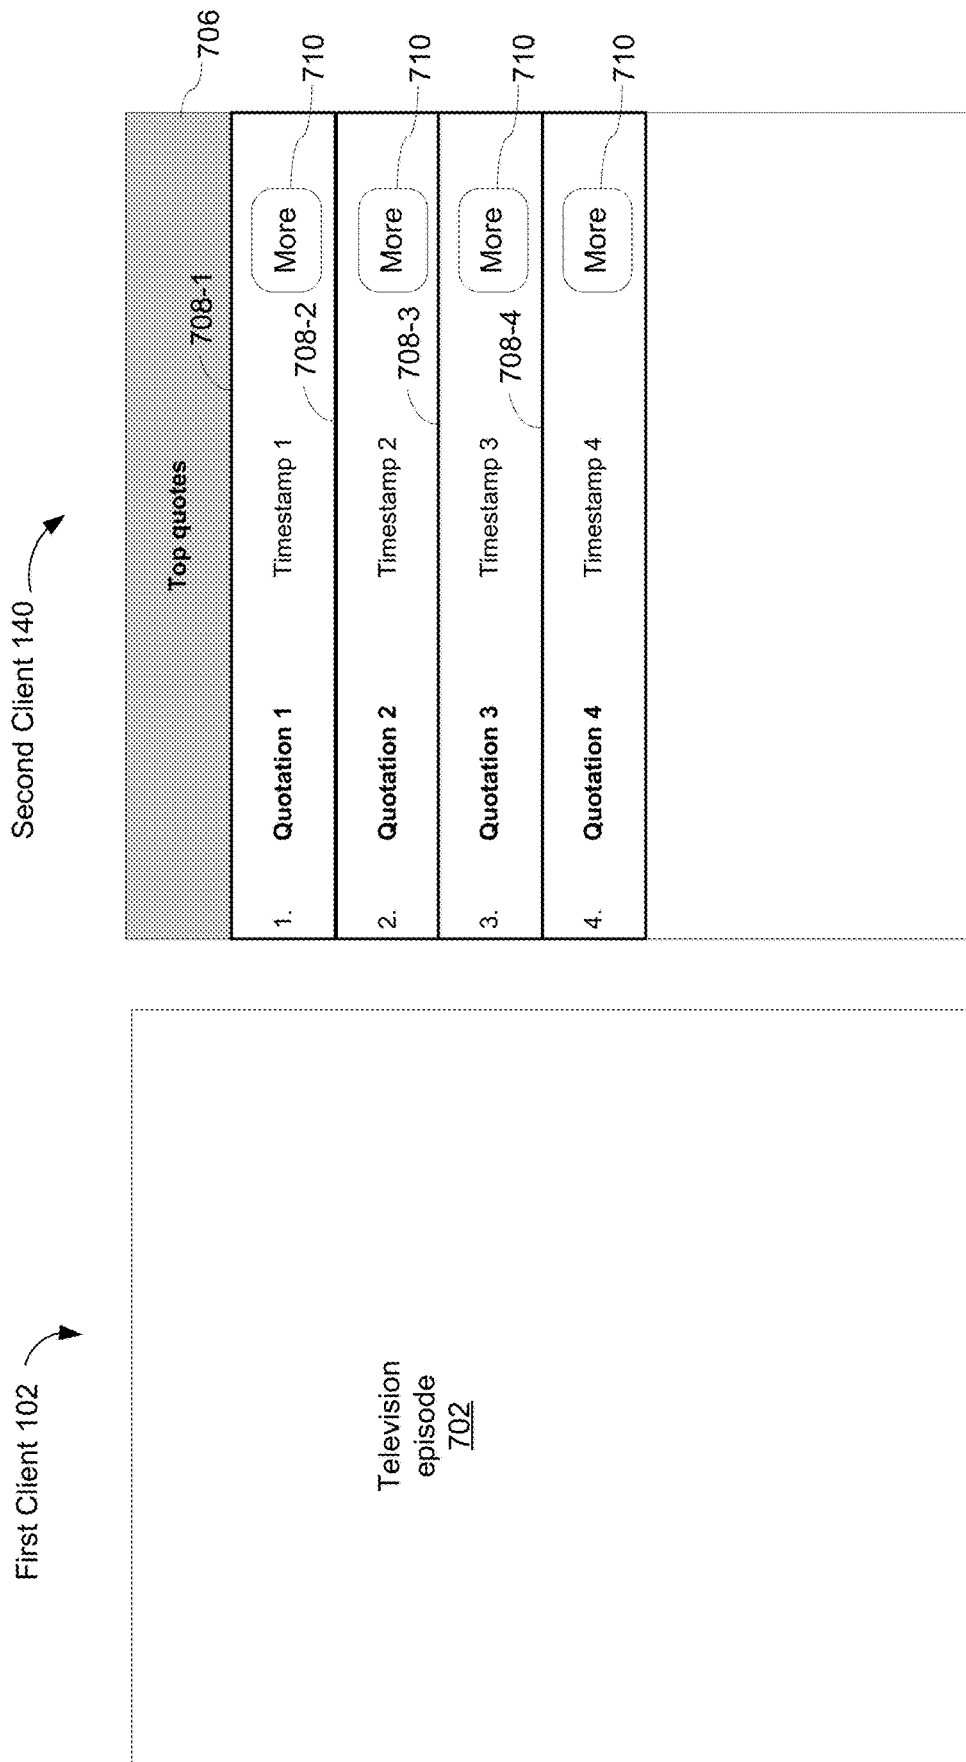 First Client 102
Television
episode
702
Second Client 140
706
Top quotes
708-1
1. Quotation 1 Timestamp 1 More 710
708-2
2. Quotation 2 Timestamp 2 More 710
708-3
3. Quotation 3 Timestamp 3 More 710
708-4
4. Quotation 4 Timestamp 4 More 710